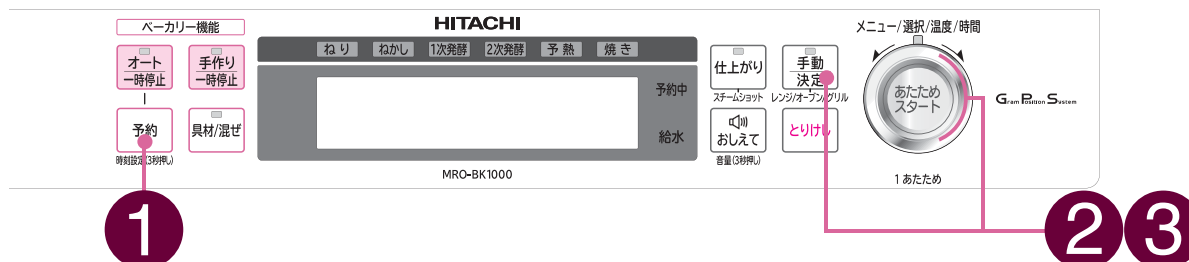 ベーカリー機能
HITACHI
メニュー/選択/温度/時間
ねり ねかし 1次発酵 2次発酵 予熱 焼き
オート
一時停止
手作り
一時停止
予約
時刻設定(3秒押し)
具材/混ぜ
予約中
給水
MRO-BK1000
仕上がり
スチームショット
手動
決定
レンジ/オーブン/グリル
おしえて
音量(3秒押し)
とりけし
あたため
スタート
Gram Position System
1 あたため
1
2 3